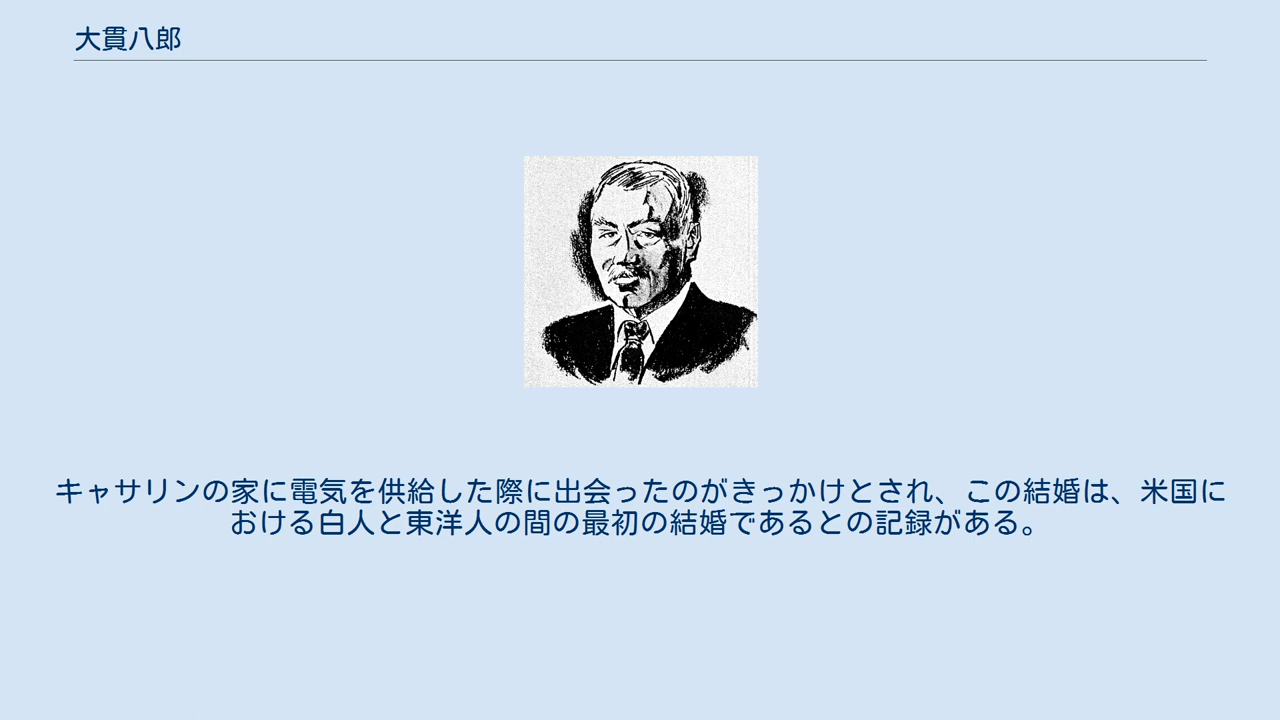 大貫八郎
キャサリンの家に電気を供給した際に出会ったのがきっかけとされ、この結婚は、米国に
おける白人と東洋人の間の最初の結婚であるとの記録がある。